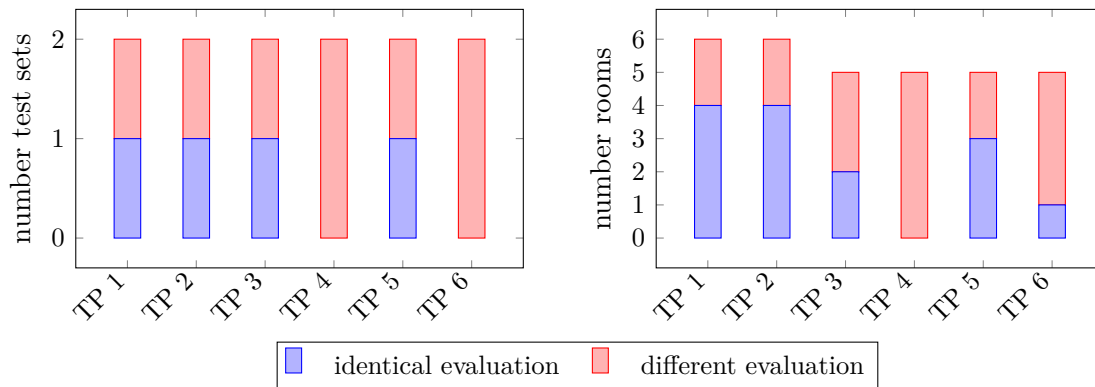 number test sets
2
1
0
TP 1
TP 2
TP 3
TP 4
TP 5
TP 6
number rooms
6
5
4
3
2
1
0
TP 1
TP 2
TP 3
TP 4
TP 5
TP 6
identical evaluation
different evaluation